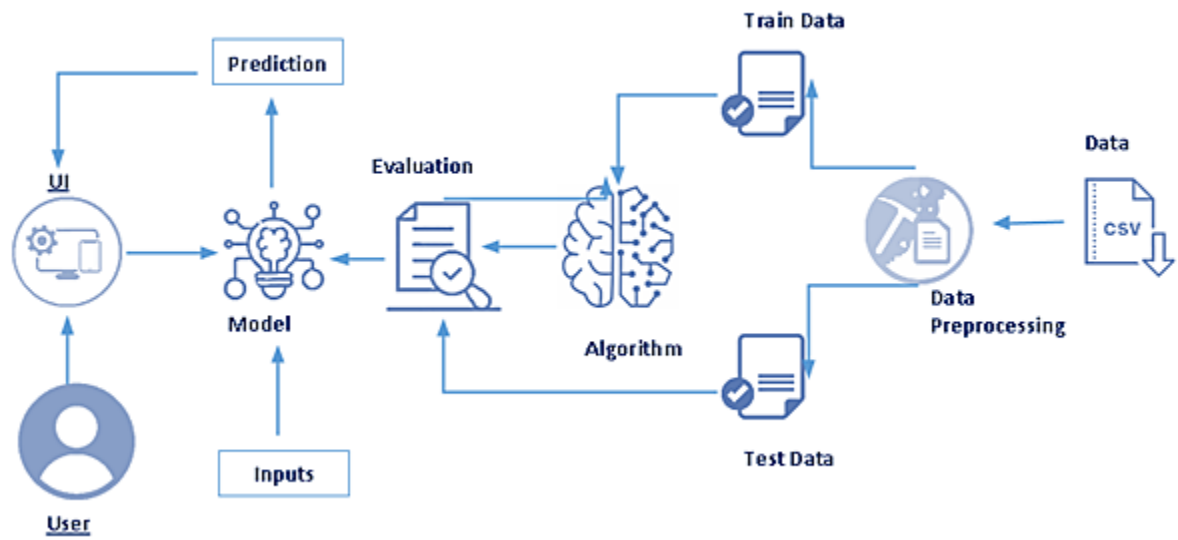 Train Data
Prediction
Data
Evaluation
UI
CSV
Data
Preprocessing
Model
Algorithm
Test Data
Inputs
User